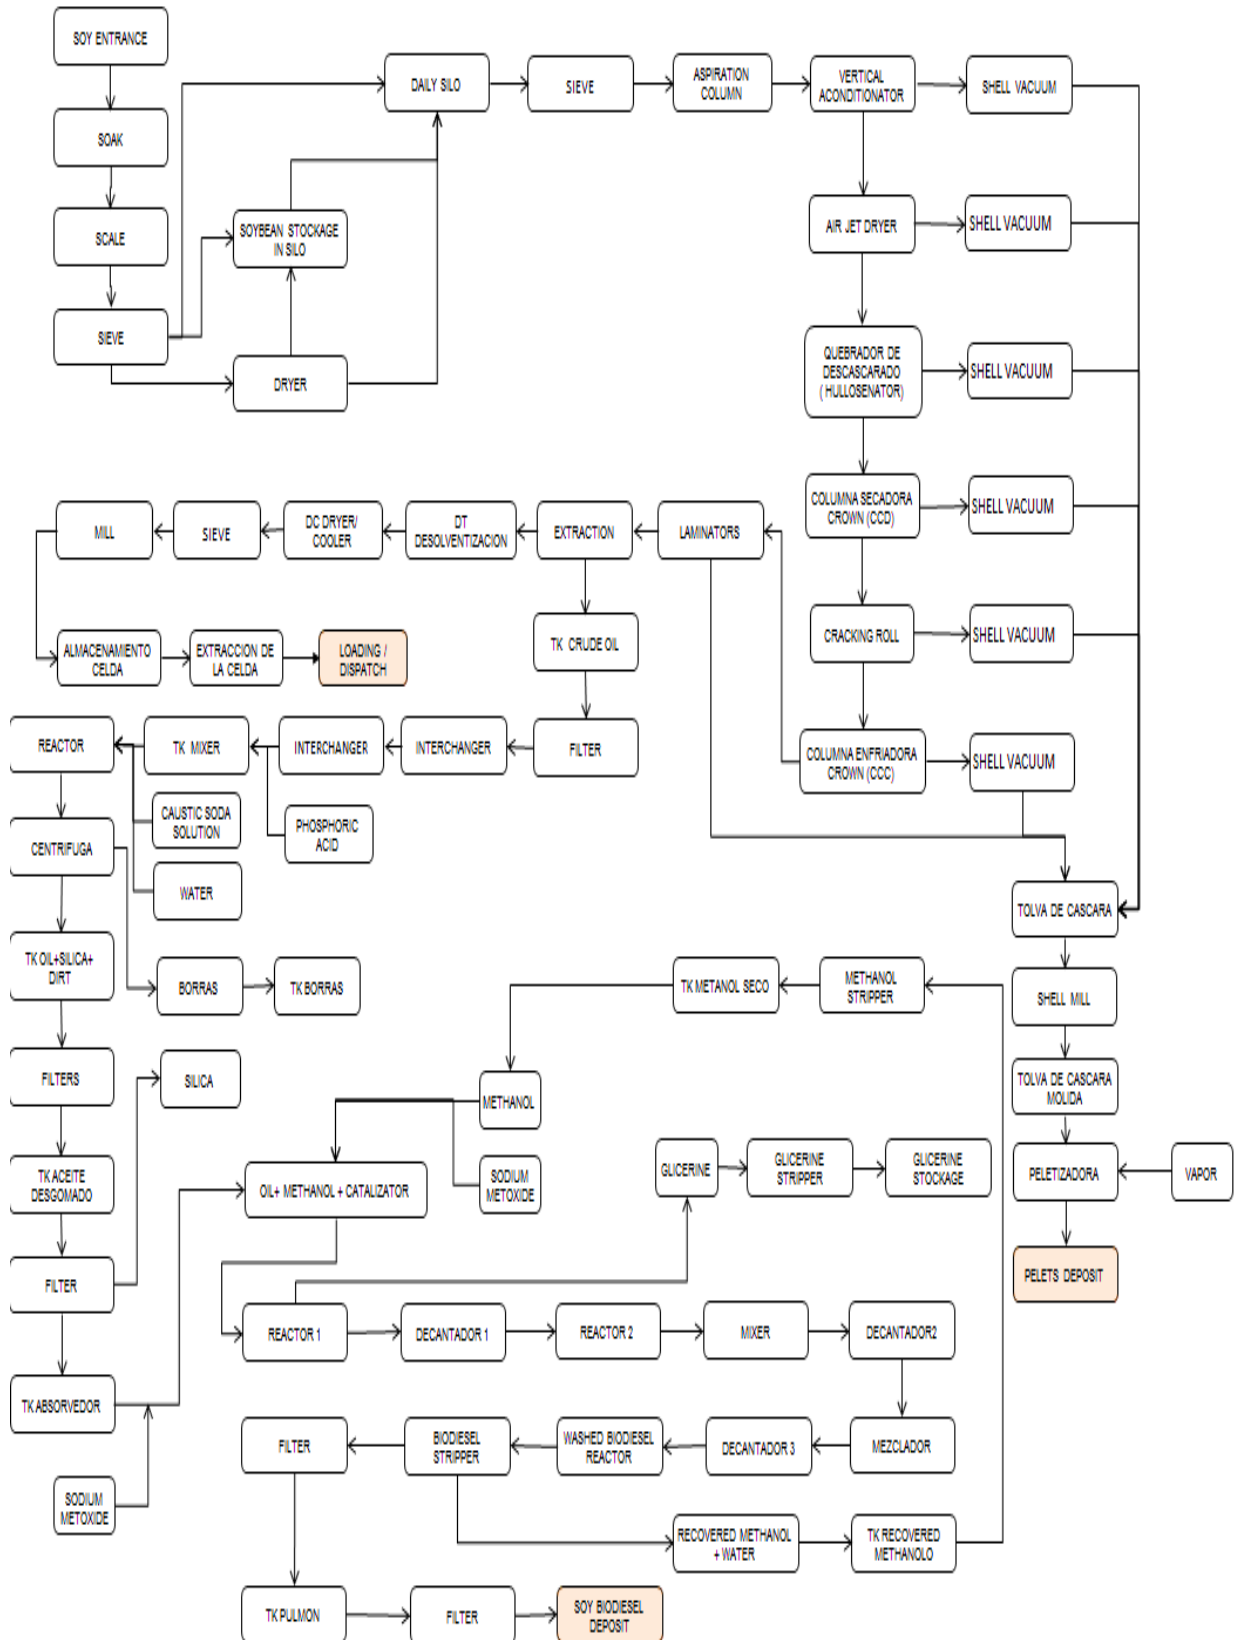 SOY ENTRANCE
DAILY SILO
SIEVE
ASPIRATION
COLUMN
VERTICAL
ACONDITIONATOR
SHELL VACUUM
SOAK
SCALE
SOYBEAN STOCKAGE
IN SILO
AIR JET DRYER
SHELL VACUUM
SIEVE
DRYER
QUEBRADOR DE
DESCASCARADO
( HULLOSENATOR)
SHELL VACUUM
MILL
SIEVE
DC DRYER/
COOLER
DT
DESOLVENTIZACION
EXTRACTION
LAMINATORS
COLUMNA SECADORA
CROWN (CCD)
SHELL VACUUM
ALMACENAMIENTO
CELDA
EXTRACCION DE
LA CELDA
LOADING /
DISPATCH
TK CRUDE OIL
CRACKING ROLL
SHELL VACUUM
REACTOR
TK MIXER
INTERCHANGER
INTERCHANGER
FILTER
COLUMNA ENFRIADORA
CROWN (CCC)
SHELL VACUUM
CAUSTIC SODA
SOLUTION
PHOSPHORIC
ACID
CENTRIFUGA
WATER
TOLVA DE CASCARA
TK OIL+SILICA+
DIRT
BORRAS
TK BORRAS
TK METANOL SECO
METHANOL
STRIPPER
SHELL MILL
FILTERS
SILICA
METHANOL
TOLVA DE CASCARA
MOLIDA
TK ACEITE
DESGOMADO
OIL+ METHANOL + CATALIZATOR
SODIUM
METOXIDE
GLICERINE
GLICERINE
STRIPPER
GLICERINE
STOCKAGE
PELETIZADORA
VAPOR
FILTER
PELETS DEPOSIT
REACTOR 1
DECANTADOR 1
REACTOR 2
MIXER
DECANTADOR2
TK ABSORVEDOR
FILTER
BIODIESEL
STRIPPER
WASHED BIODIESEL
REACTOR
DECANTADOR 3
MEZCLADOR
SODIUM
METOXIDE
RECOVERED METHANOL
+ WATER
TK RECOVERED
METHANOLO
TK PULMON
FILTER
SOY BIODIESEL
DEPOSIT